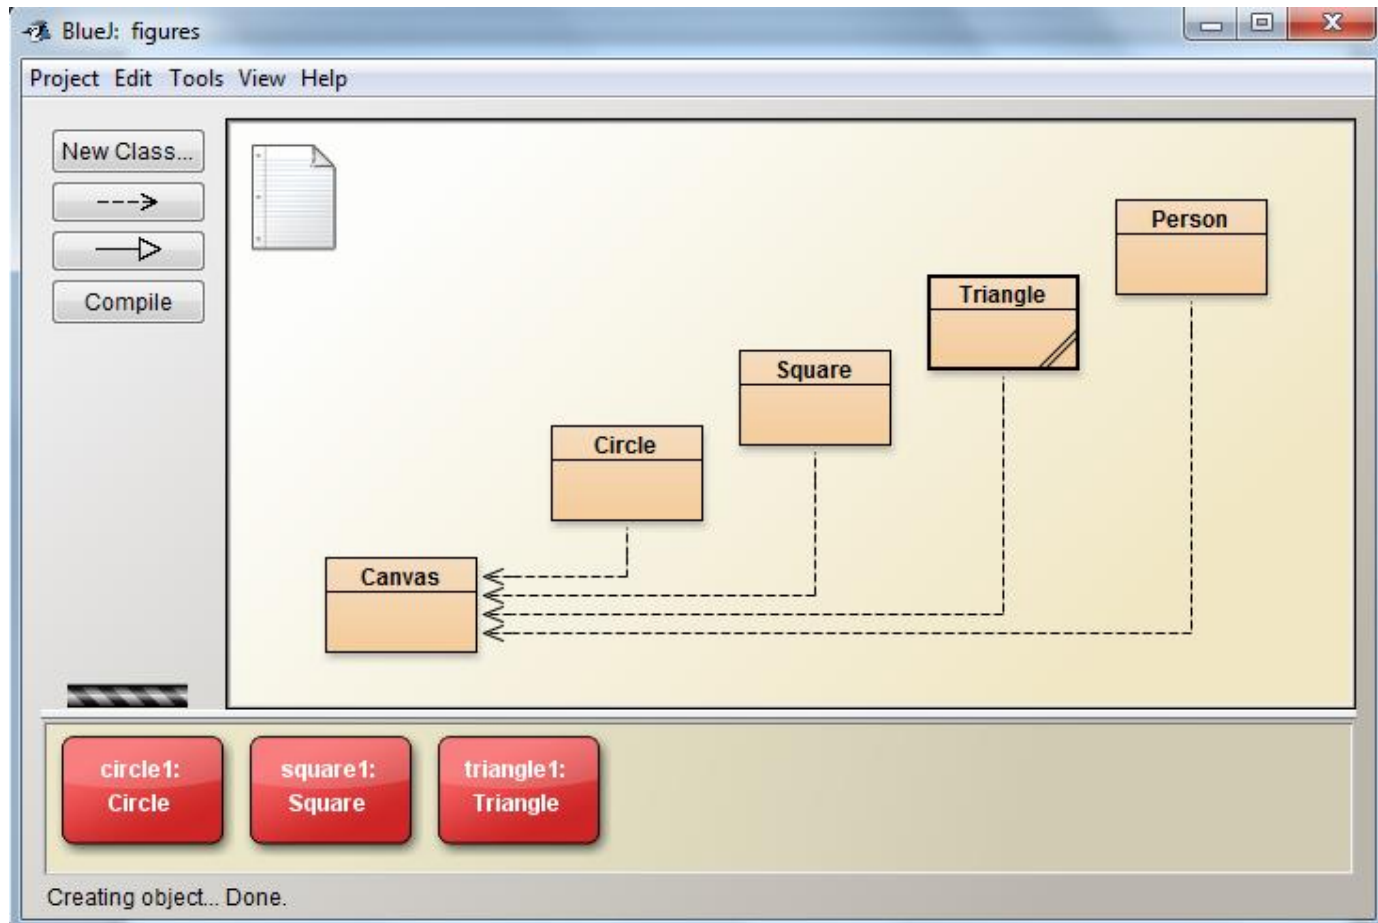 BlueJ: figures
Project Edit Tools View Help
New Class...
Compile
Person
Triangle
Square
Circle
Canvas
circle1:
Circle
square1:
Square
triangle1:
Triangle
Creating object... Done.